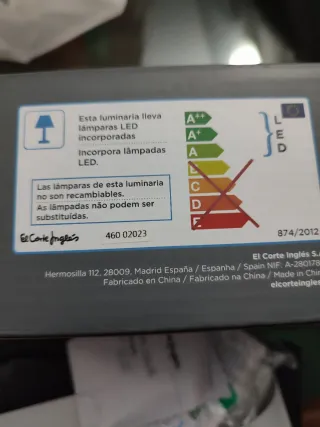 Esta luminaria lleva
lámparas LED
incorporadas
Incorpora lâmpadas
LED.
Las lámparas de esta luminaria
no son recambiables.
As lâmpadas não podem ser
substituídas.
El Corte Inglés
460 02023
A++
A+
A
B
C
D
E
LED
874/2012
El Corte Inglés S.A
Hermosilla 112, 28009, Madrid España / Espanha / Spain NIF: A-280178
Fabricado en China / Fabricado na China / Made in Chin
elcorteingles